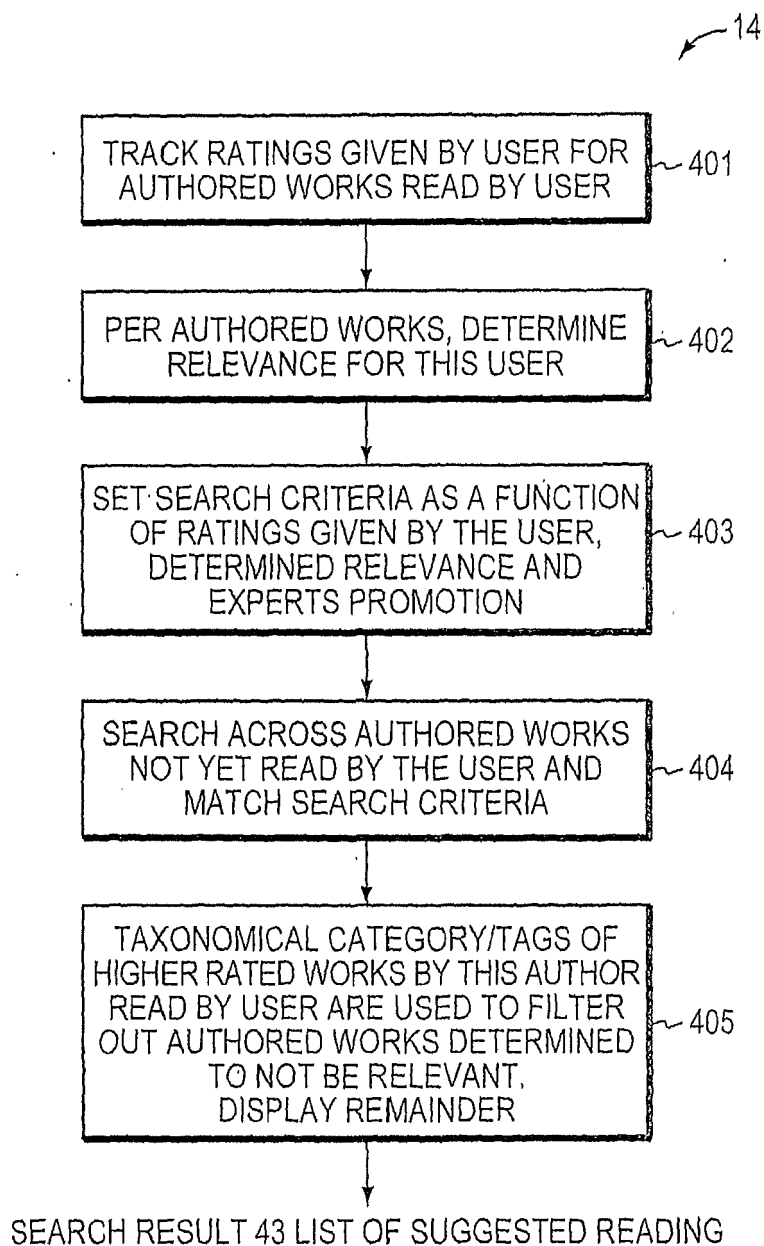 14
TRACK RATINGS GIVEN BY USER FOR
AUTHORED WORKS READ BY USER
401
PER AUTHORED WORKS, DETERMINE
RELEVANCE FOR THIS USER
402
SET SEARCH CRITERIA AS A FUNCTION
OF RATINGS GIVEN BY THE USER,
DETERMINED RELEVANCE AND
EXPERTS PROMOTION
403
SEARCH ACROSS AUTHORED WORKS
NOT YET READ BY THE USER AND
MATCH SEARCH CRITERIA
404
TAXONOMICAL CATEGORY/TAGS OF
HIGHER RATED WORKS BY THIS AUTHOR
READ BY USER ARE USED TO FILTER
OUT AUTHORED WORKS DETERMINED
TO NOT BE RELEVANT.
DISPLAY REMAINDER
405
SEARCH RESULT 43 LIST OF SUGGESTED READING